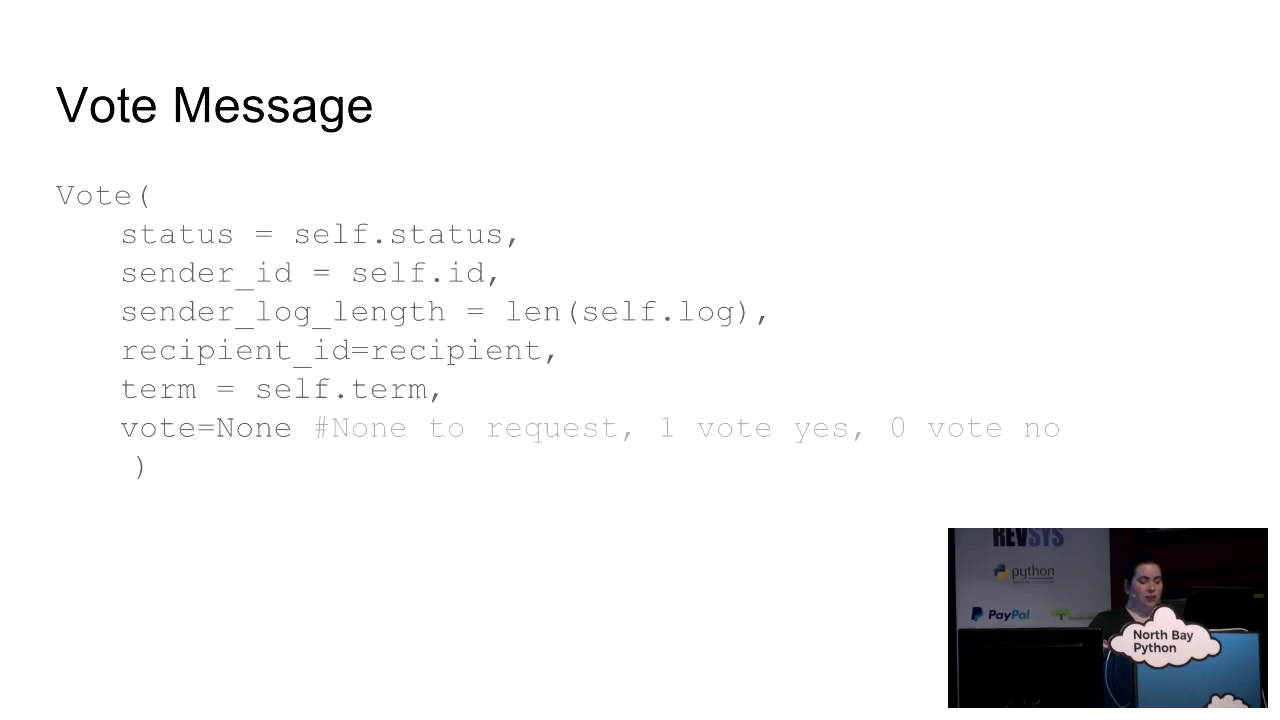 Vote Message
Vote(
status = self.status,
sender_id = self.id,
sender_log_length = len(self.log),
recipient_id=recipient,
term = self.term,
vote=None #None to request, 1 vote yes, 0 vote no
)
REVSYS
python
PayPal
North Bay
Python